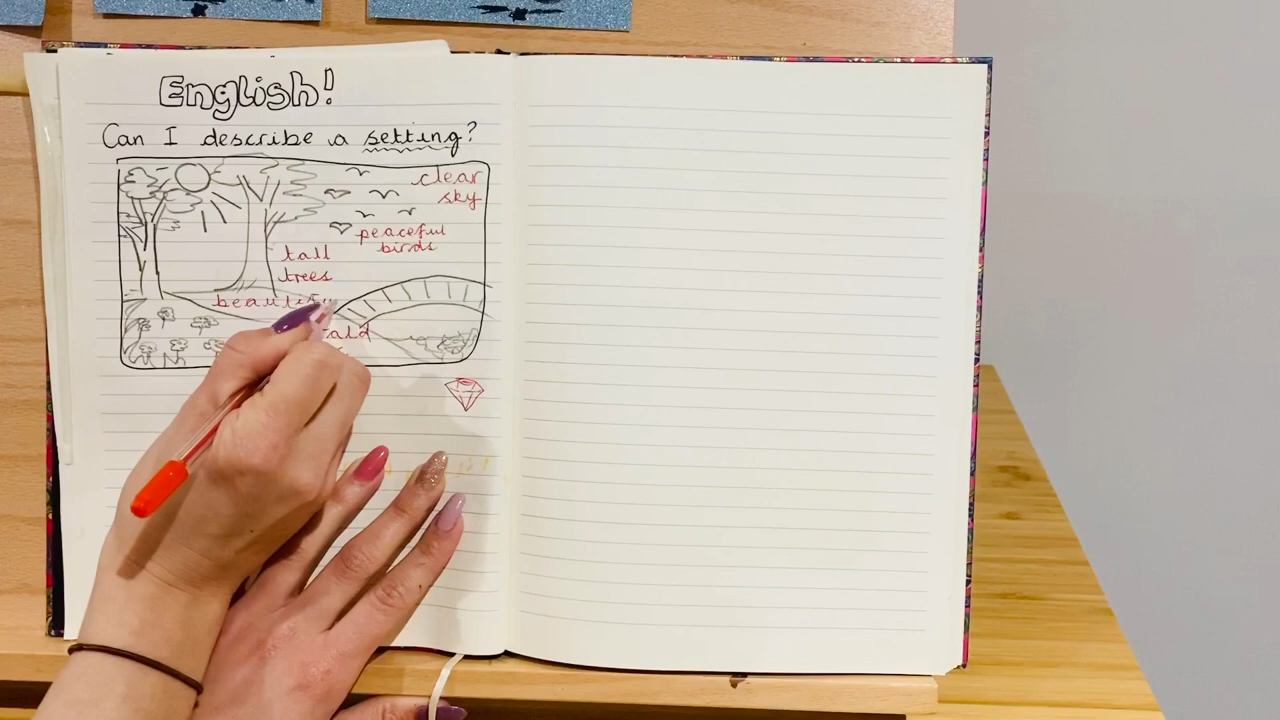 English!
Can I describe a setting?
clear
sky
peaceful
birds
tall
trees